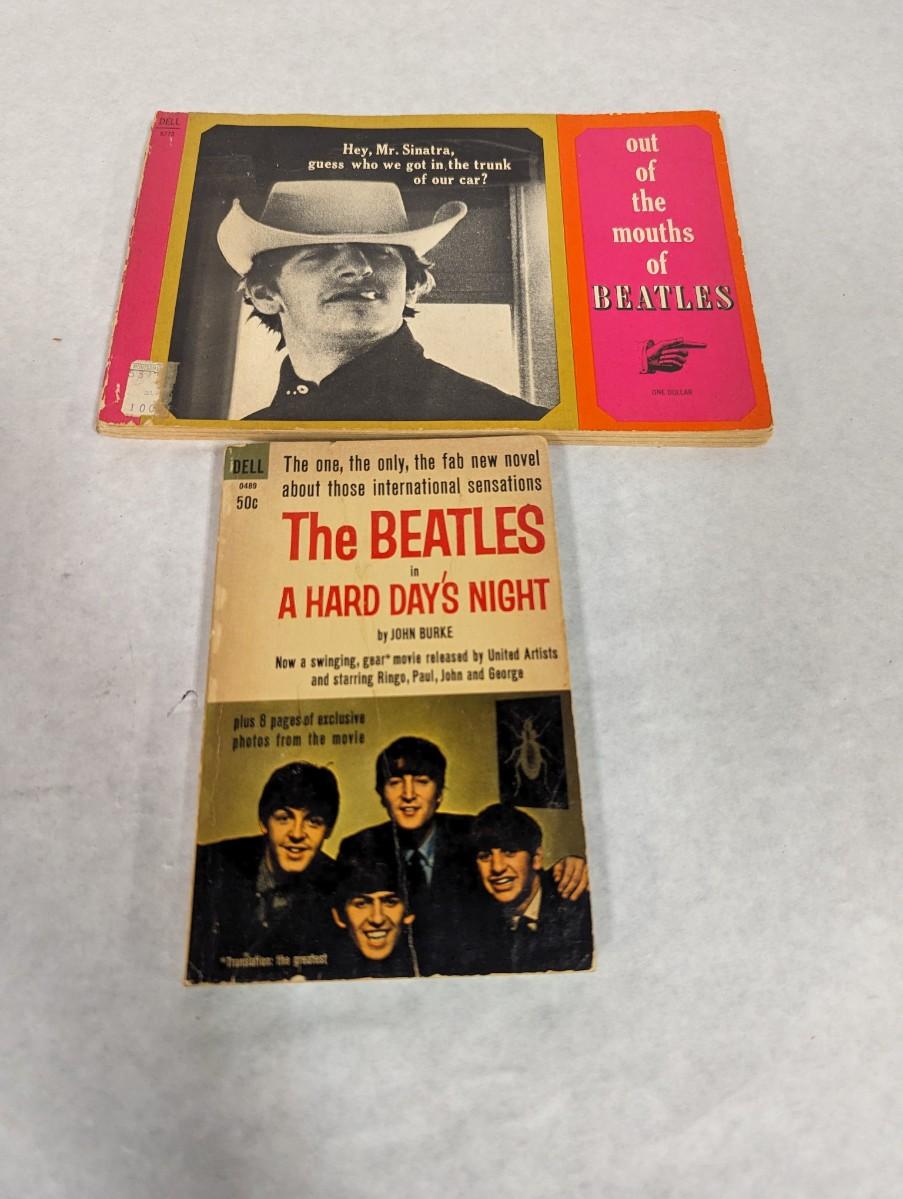 DELL
Hey, Mr. Sinatra,
guess who we got in the trunk
of our car?
out
of
the
mouths
of
BEATLES
ONE DOLLAR
100
DELL
0489
50c
The one, the only, the fab new novel
about those international sensations
The BEATLES
in
A HARD DAY'S NIGHT
by JOHN BURKE
Now a swinging, gear* movie released by United Artists
and starring Ringo, Paul, John and George
plus 8 pages of exclusive
photos from the movie
*Translation: the greatest